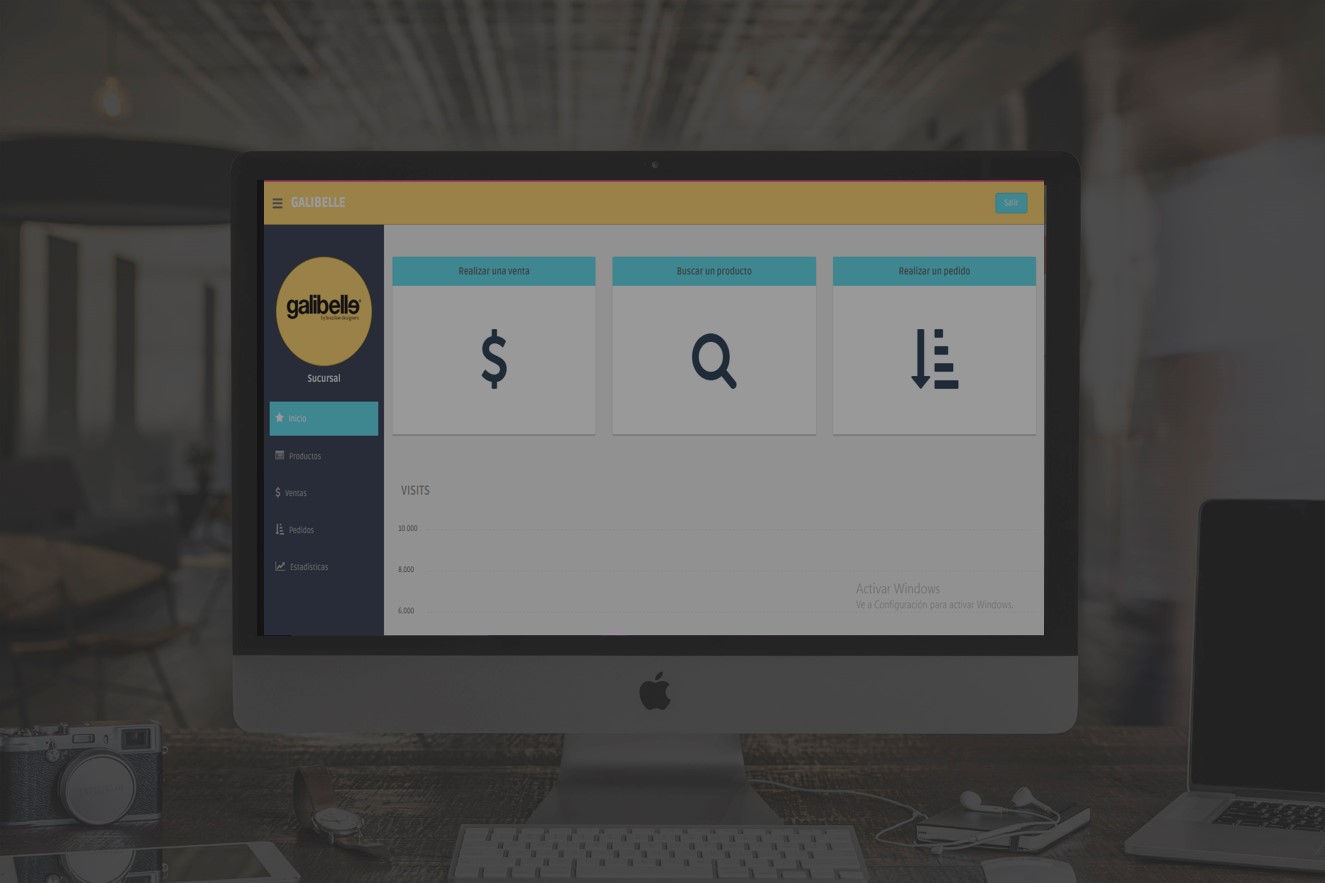 GALIBELLE
Salir
galibelle
by brazilian designers
Sucursal
Inicio
Productos
Ventas
Pedidos
Estadísticas
Realizar una venta
Buscar un producto
Realizar un pedido
VISITS
10.000
8.000
6.000
Activar Windows
Ve a Configuración para activar Windows.